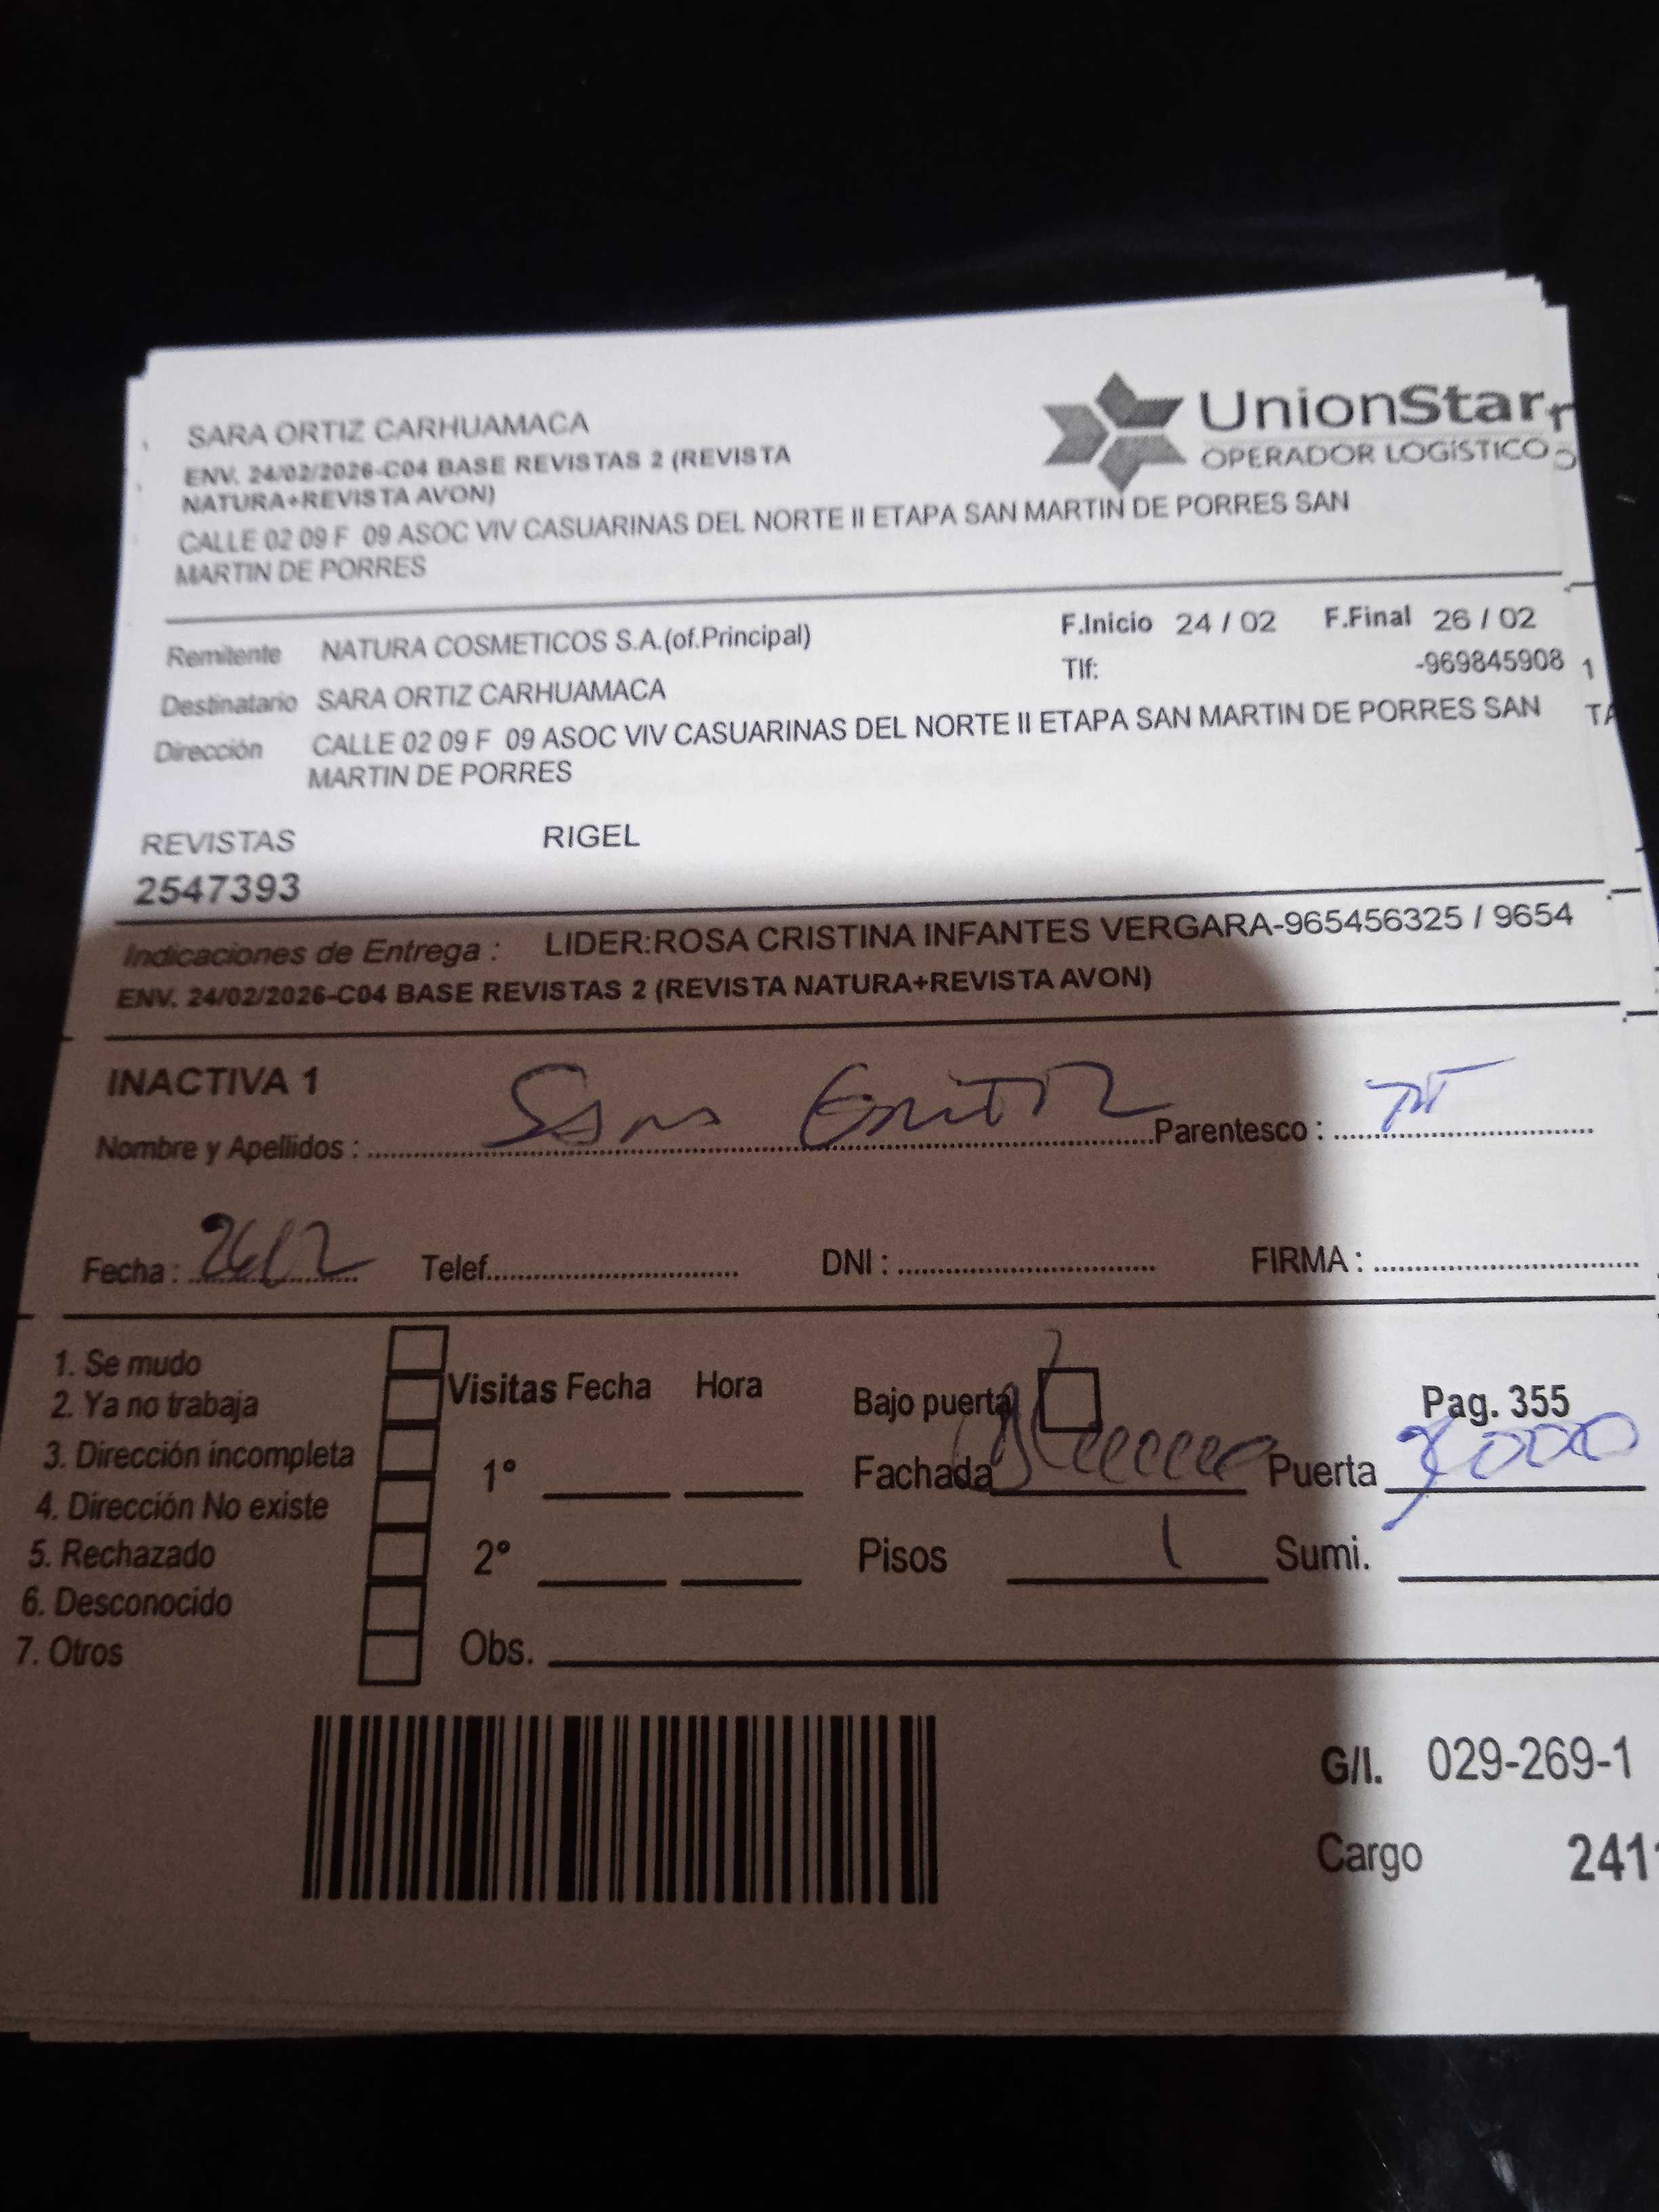 SARA ORTIZ CARHUAMACA
ENV. 24/02/2026-C04 BASE REVISTAS 2 (REVISTA
NATURA+REVISTA AVON)
CALLE 02 09 F  09 ASOC VIV CASUARINAS DEL NORTE II ETAPA SAN MARTIN DE PORRES SAN
MARTIN DE PORRES
UnionStar
OPERADOR LOGÍSTICO
Remitente NATURA COSMETICOS S.A.(of.Principal)
F.Inicio 24 / 02 F.Final 26 / 02
Tlf: -969845908
Destinatario SARA ORTIZ CARHUAMACA
Dirección CALLE 02 09 F  09 ASOC VIV CASUARINAS DEL NORTE II ETAPA SAN MARTIN DE PORRES SAN
MARTIN DE PORRES
REVISTAS RIGEL
2547393
Indicaciones de Entrega : LIDER:ROSA CRISTINA INFANTES VERGARA-965456325 / 9654
ENV. 24/02/2026-C04 BASE REVISTAS 2 (REVISTA NATURA+REVISTA AVON)
INACTIVA 1
Nombre y Apellidos : Parentesco :
Fecha : 26/2 Telef. DNI : FIRMA :
1. Se mudo
2. Ya no trabaja
3. Dirección incompleta
4. Dirección No existe
5. Rechazado
6. Desconocido
7. Otros
Visitas Fecha Hora
1°
2°
Obs.
Bajo puerta
Fachada
Pisos 1
Pag. 355
Puerta
Sumi.
G/I. 029-269-1
Cargo 241